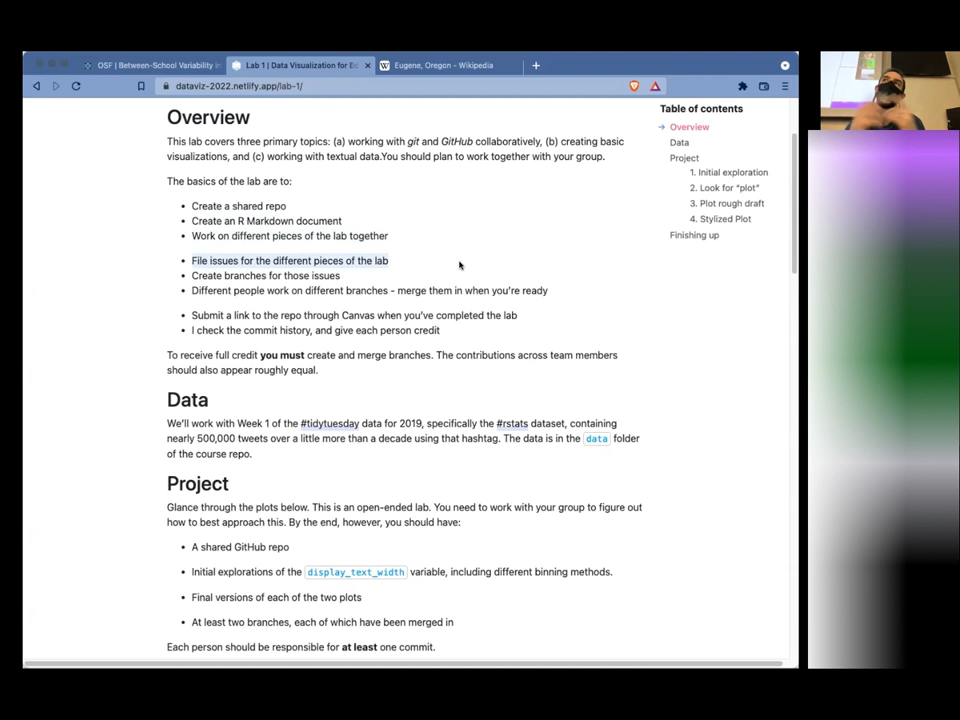 OSF | Between-School Variability in
Lab 1 | Data Visualization for Ec
Eugene, Oregon - Wikipedia
dataviz-2022.netlify.app/lab-1/
Overview
This lab covers three primary topics: (a) working with git and GitHub collaboratively, (b) creating basic
visualizations, and (c) working with textual data.You should plan to work together with your group.
The basics of the lab are to:
• Create a shared repo
• Create an R Markdown document
• Work on different pieces of the lab together
• File issues for the different pieces of the lab
• Create branches for those issues
• Different people work on different branches - merge them in when you're ready
• Submit a link to the repo through Canvas when you've completed the lab
• I check the commit history, and give each person credit
To receive full credit you must create and merge branches. The contributions across team members
should also appear roughly equal.
Data
We'll work with Week 1 of the #tidytuesday data for 2019, specifically the #rstats dataset, containing
nearly 500,000 tweets over a little more than a decade using that hashtag. The data is in the data folder
of the course repo.
Project
Glance through the plots below. This is an open-ended lab. You need to work with your group to figure out
how to best approach this. By the end, however, you should have:
• A shared GitHub repo
• Initial explorations of the display_text_width variable, including different binning methods.
• Final versions of each of the two plots
• At least two branches, each of which have been merged in
Each person should be responsible for at least one commit.
Table of contents
Overview
Data
Project
1. Initial exploration
2. Look for "plot"
3. Plot rough draft
4. Stylized Plot
Finishing up